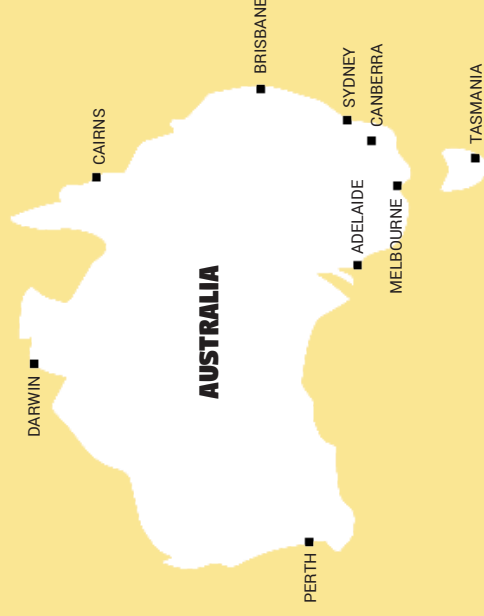 DARWIN
CAIRNS
BRISBANE
AUSTRALIA
PERTH
ADELAIDE
SYDNEY
CANBERRA
MELBOURNE
TASMANIA